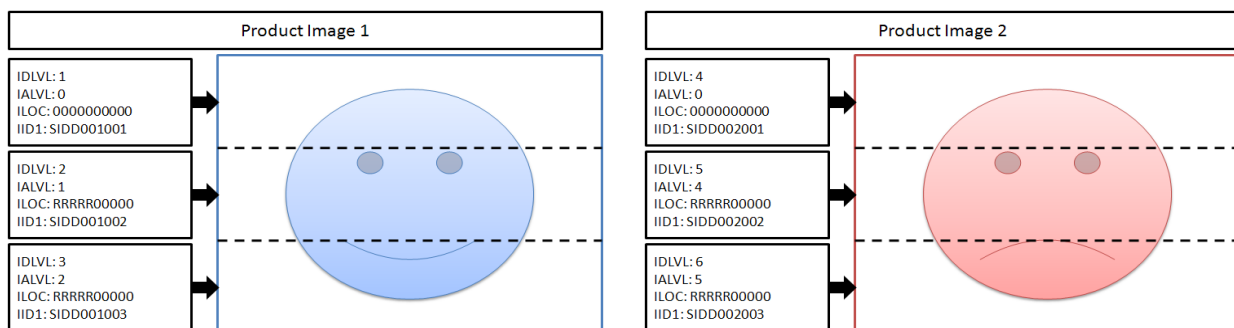 Product Image 1
IDLVL: 1
IALVL: 0
ILOC: 0000000000
IID1: SIDD001001
IDLVL: 2
IALVL: 1
ILOC: RRRRR00000
IID1: SIDD001002
IDLVL: 3
IALVL: 2
ILOC: RRRRR00000
IID1: SIDD001003
Product Image 2
IDLVL: 4
IALVL: 0
ILOC: 0000000000
IID1: SIDD002001
IDLVL: 5
IALVL: 4
ILOC: RRRRR00000
IID1: SIDD002002
IDLVL: 6
IALVL: 5
ILOC: RRRRR00000
IID1: SIDD002003